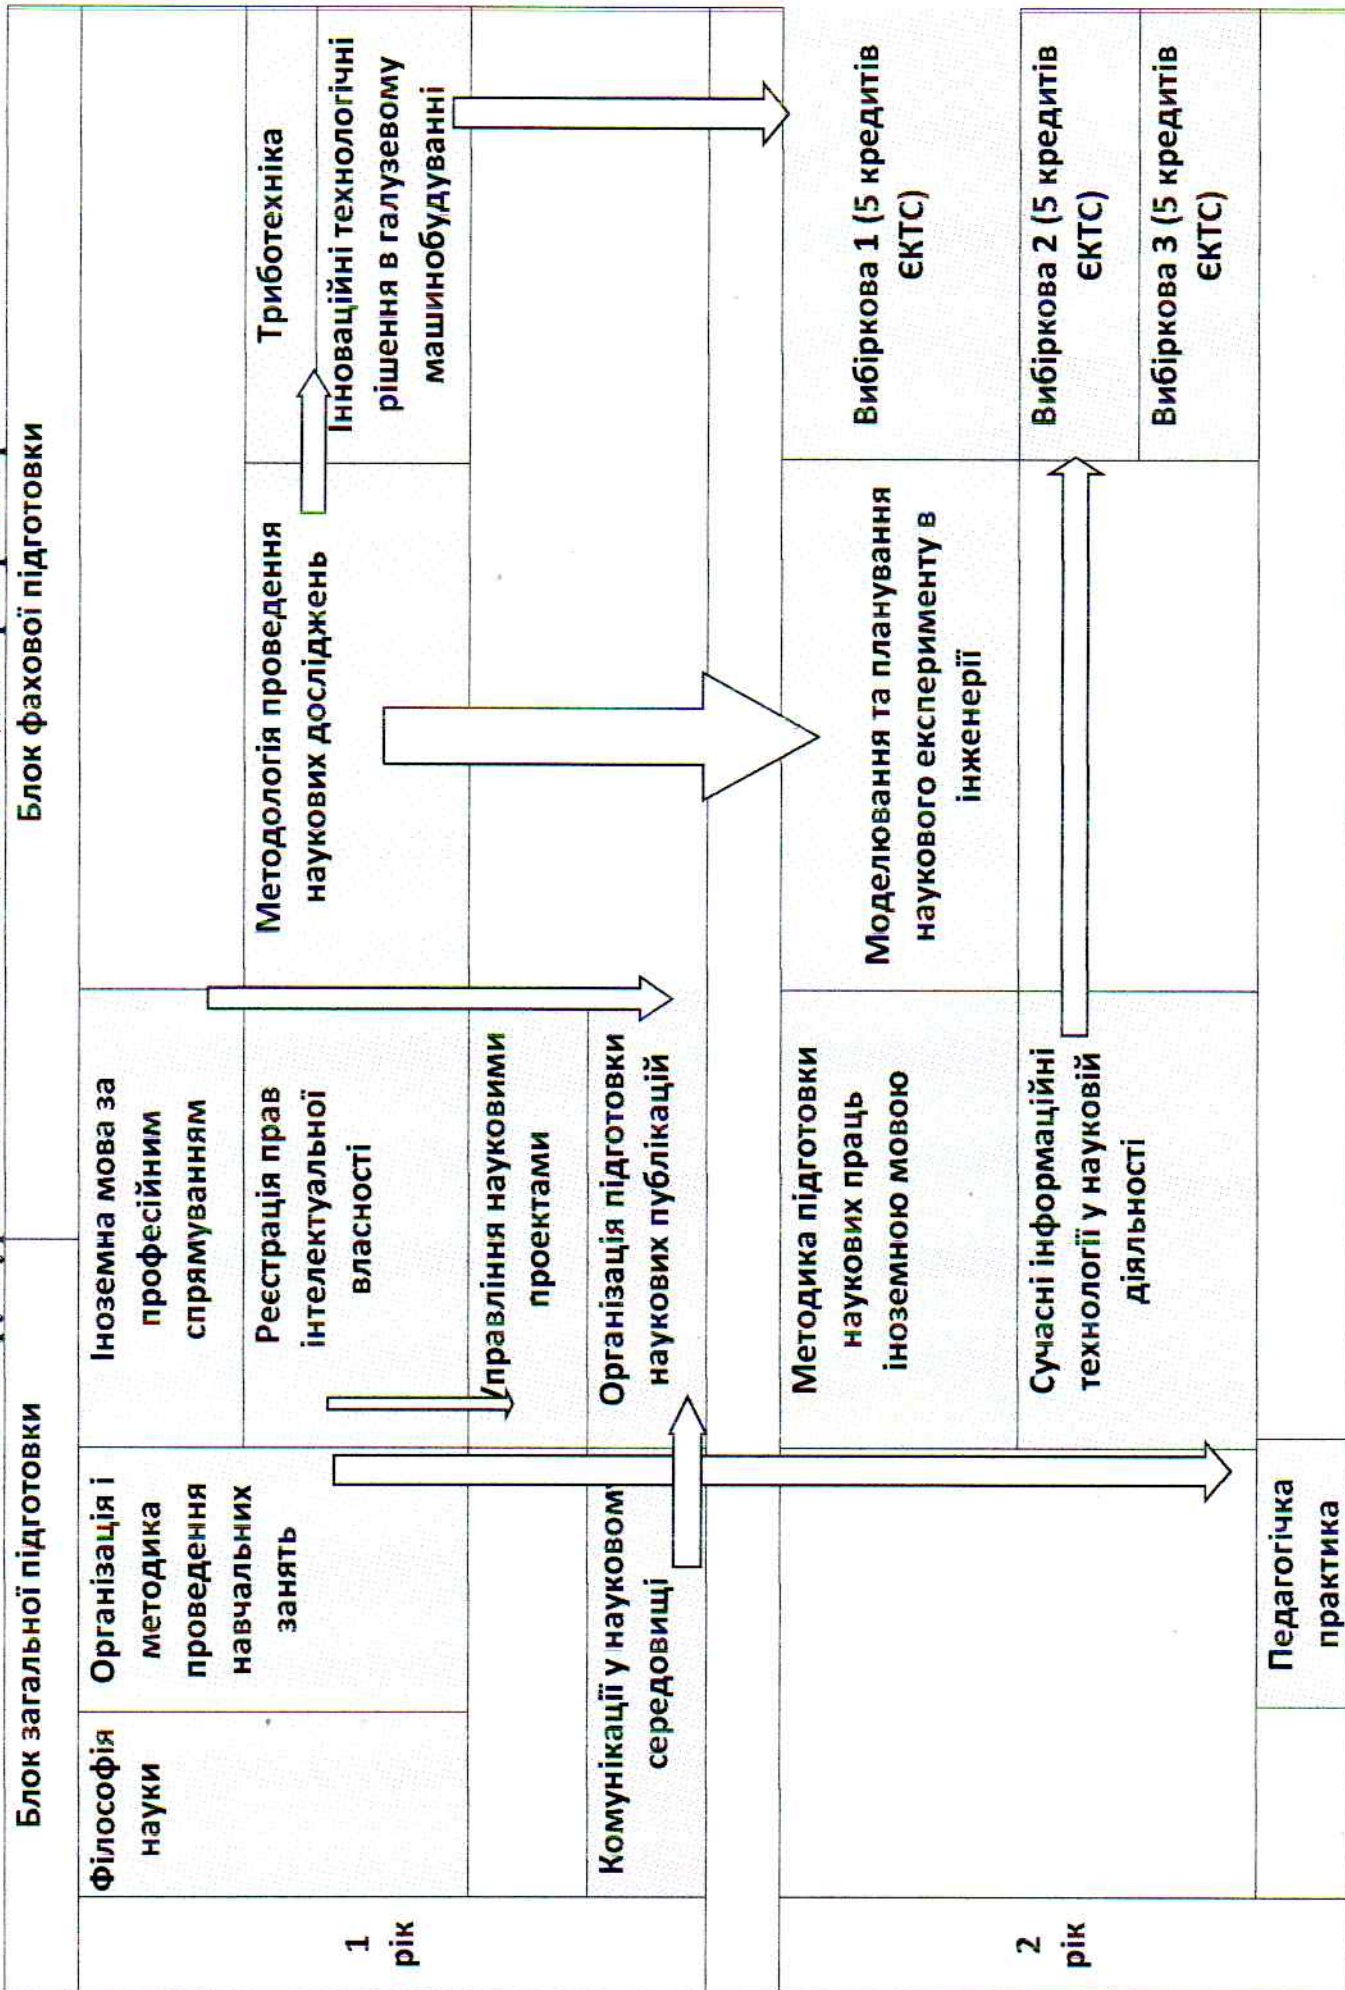 Блок загальної підготовки
Блок фахової підготовки
1
рік
Філософія
науки
Організація і
методика
проведення
навчальних
занять
Іноземна мова за
професійним
спрямуванням
Реєстрація прав
інтелектуальної
власності
Методологія проведення
наукових досліджень
Триботехніка
Інноваційні технологічні
рішення в галузевому
машинобудуванні
Управління науковими
проектами
Комунікації у науковому
середовищі
Організація підготовки
наукових публікацій
2
рік
Методика підготовки
наукових праць
іноземною мовою
Моделювання та планування
наукового експерименту в
інженерії
Вибіркова 1 (5 кредитів
ЄКТС)
Сучасні інформаційні
технології у науковій
діяльності
Вибіркова 2 (5 кредитів
ЄКТС)
Вибіркова 3 (5 кредитів
ЄКТС)
Педагогічка
практика